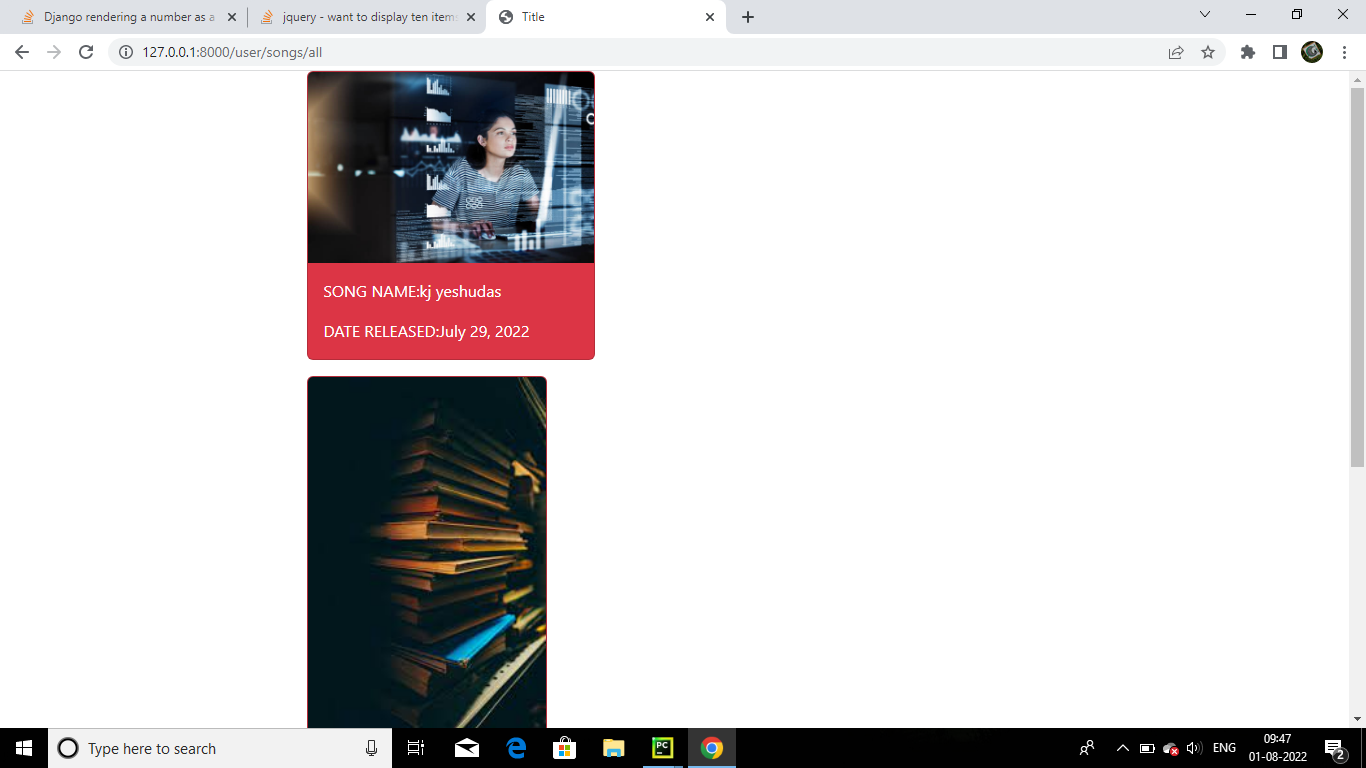 Django rendering a number as a
jquery - want to display ten items
Title
127.0.0.1:8000/user/songs/all
SONG NAME:kj yeshudas
DATE RELEASED:July 29, 2022
Type here to search
PC
ENG
09:47
01-08-2022
2